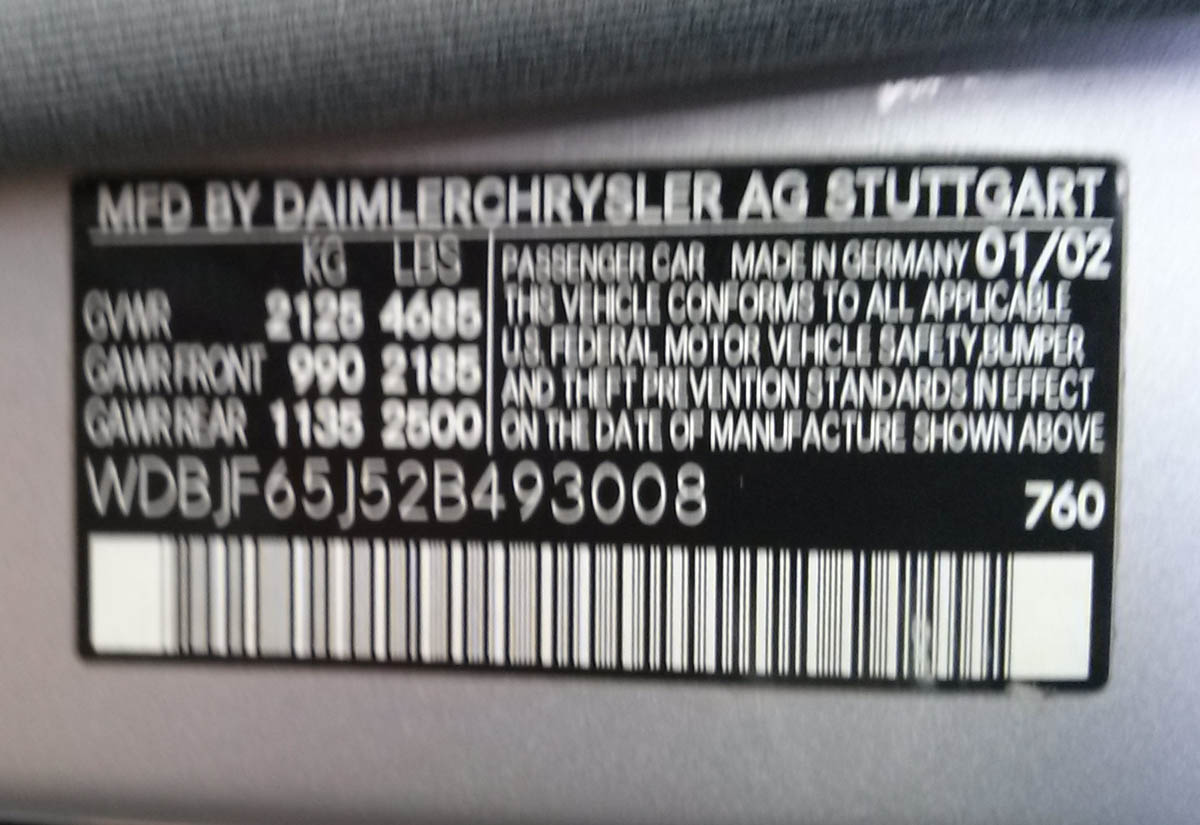 MFD BY DAIMLERCHRYSLER AG STUTTGART
KG LBS
GVWR 2125 4685
GAWR FRONT 990 2185
GAWR REAR 1135 2500
PASSENGER CAR MADE IN GERMANY 01/02
THIS VEHICLE CONFORMS TO ALL APPLICABLE
U.S. FEDERAL MOTOR VEHICLE SAFETY, BUMPER
AND THEFT PREVENTION STANDARDS IN EFFECT
ON THE DATE OF MANUFACTURE SHOWN ABOVE
WDBJF65J52B493008
760